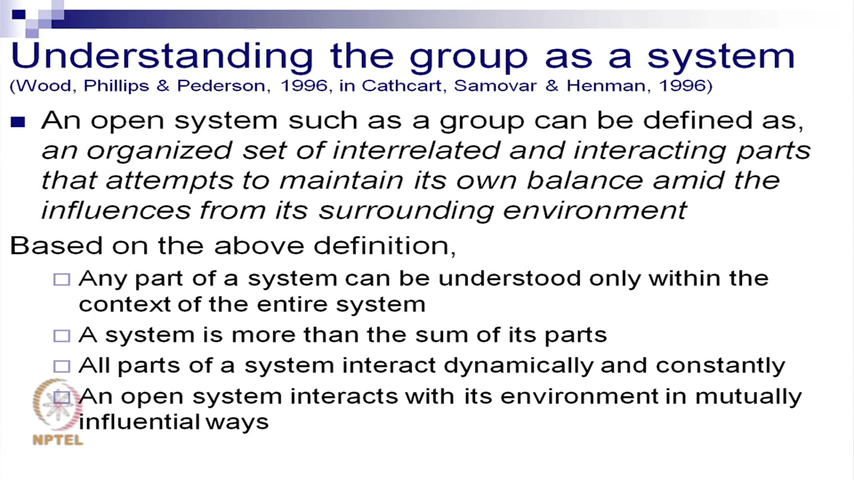 Understanding the group as a system
(Wood, Phillips & Pederson, 1996, in Cathcart, Samovar & Henman, 1996)
An open system such as a group can be defined as,
an organized set of interrelated and interacting parts
that attempts to maintain its own balance amid the
influences from its surrounding environment
Based on the above definition,
Any part of a system can be understood only within the
context of the entire system
A system is more than the sum of its parts
All parts of a system interact dynamically and constantly
An open system interacts with its environment in mutually
influential ways
NPTEL